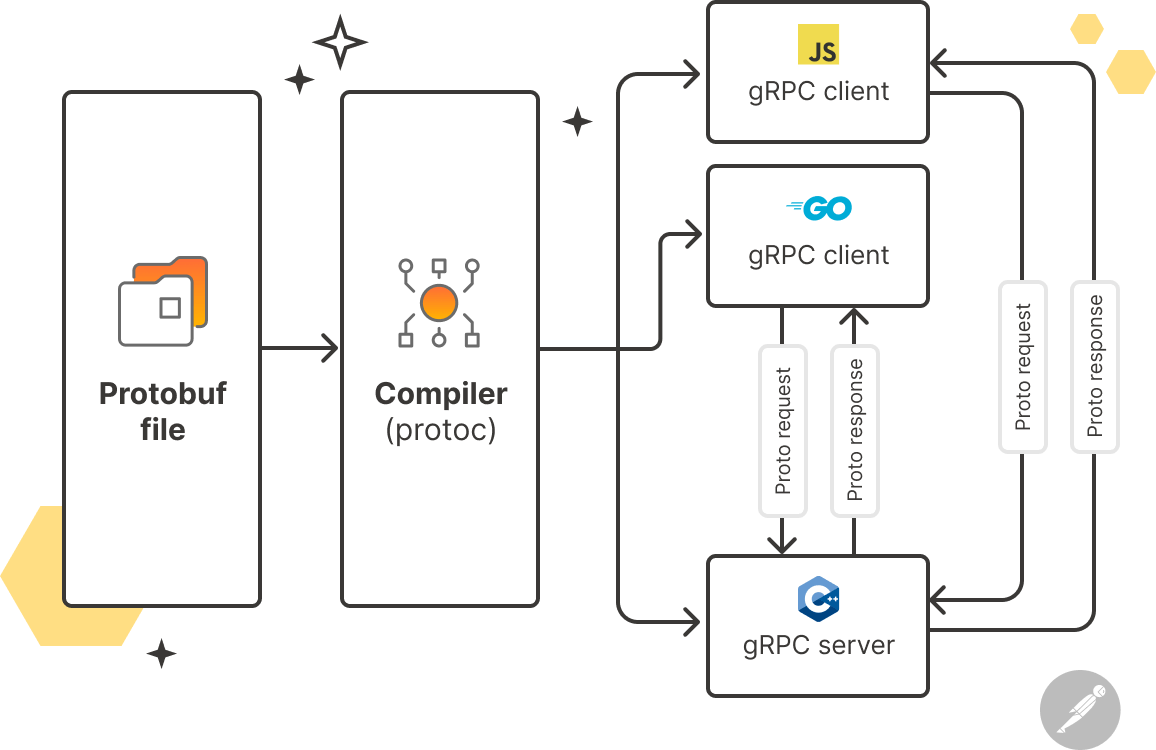 Protobuf
file
Compiler
(protoc)
JS
gRPC client
GO
gRPC client
Proto request
Proto response
Proto request
Proto response
C++
gRPC server